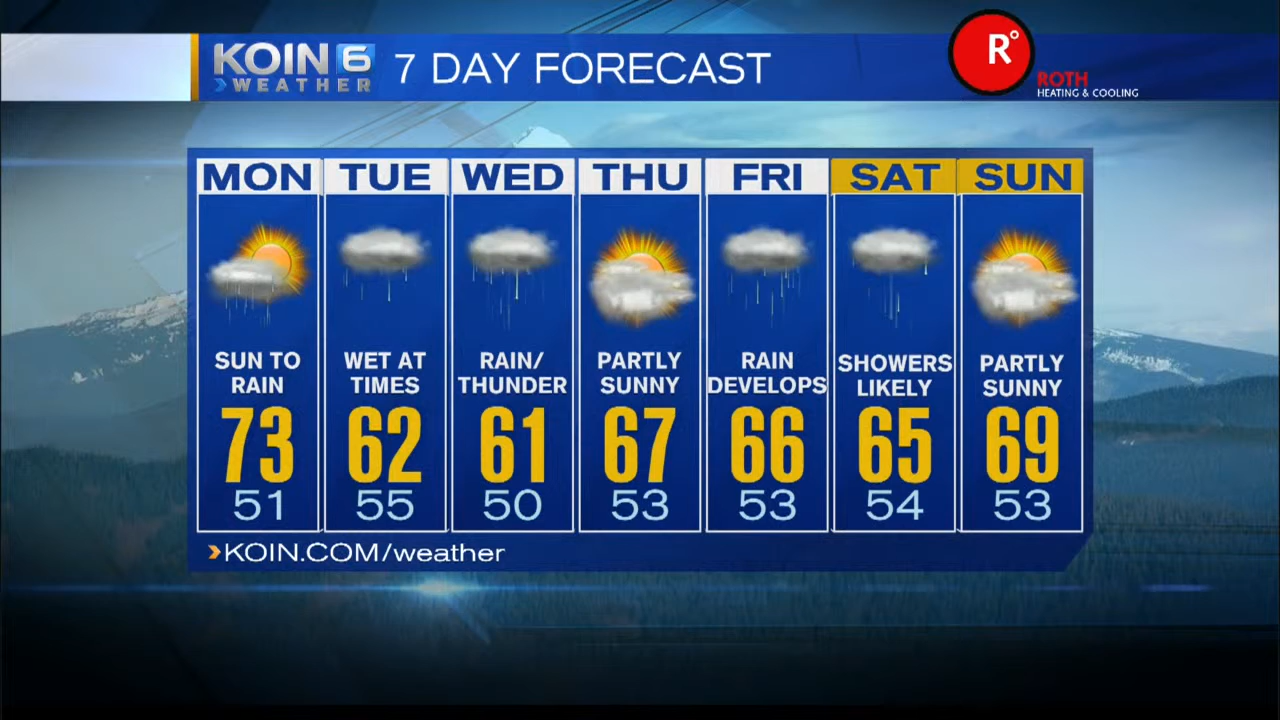 KOIN 6
WEATHER
7 DAY FORECAST
R°
ROTH
HEATING & COOLING
MON TUE WED THU FRI SAT SUN
SUN TO
RAIN
73
51
WET AT
TIMES
62
55
RAIN/
THUNDER
61
50
PARTLY
SUNNY
67
53
RAIN
DEVELOPS
66
53
SHOWERS
LIKELY
65
54
PARTLY
SUNNY
69
53
KOIN.COM/weather